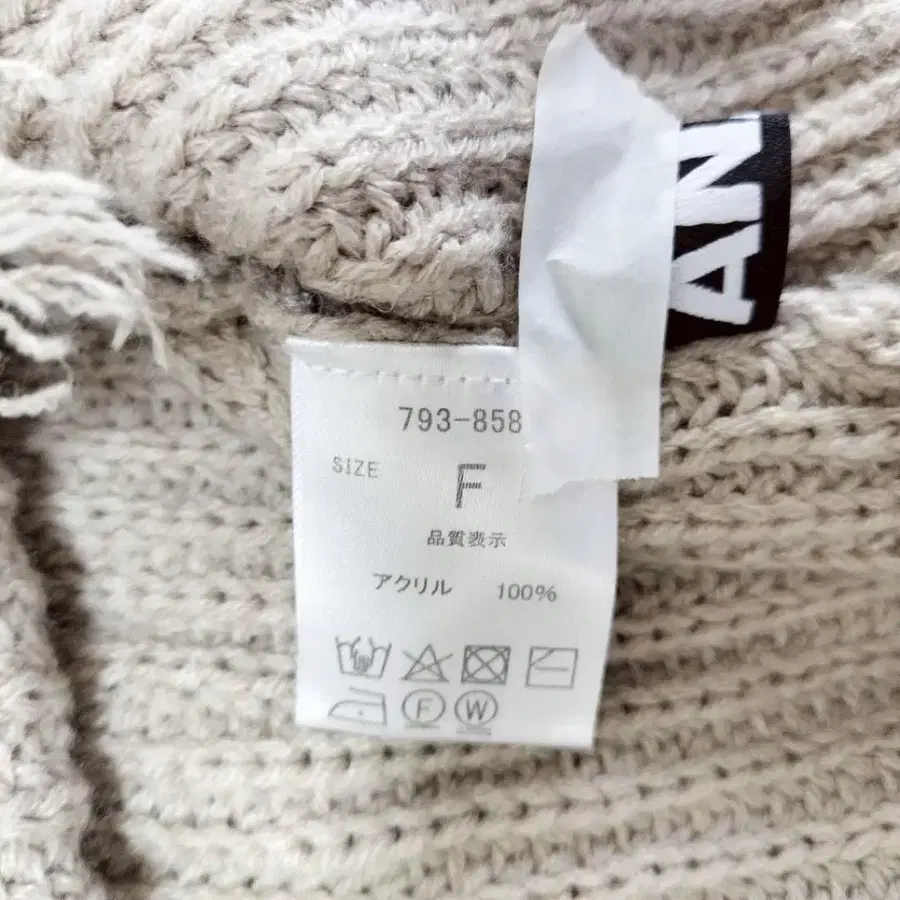 AN
793-858
SIZE F
品質表示
アクリル 100%
F W